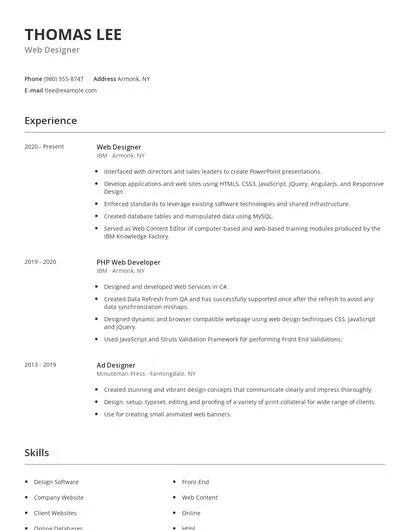 THOMAS LEE
Web Designer
Phone (980) 555-8747 Address Armonk, NY
E-mail tlee@example.com
Experience
2020 - Present
Web Designer
IBM · Armonk, NY
• Interfaced with directors and sales leaders to create PowerPoint presentations.
• Develop applications and web sites using HTML5, CSS3, JavaScript, JQuery, AngularJs, and Responsive
Design.
• Enforced standards to leverage existing software technologies and shared infrastructure.
• Created database tables and manipulated data using MySQL.
• Served as Web Content Editor of computer-based and web-based training modules produced by the
IBM Knowledge Factory.
2019 - 2020
PHP Web Developer
IBM · Armonk, NY
• Designed and developed Web Services in C#.
• Created Data Refresh from QA and has successfully supported once after the refresh to avoid any
data synchronization mishaps.
• Designed dynamic and browser compatible webpage using web design techniques CSS, JavaScript
and jQuery.
• Used JavaScript and Struts Validation Framework for performing Front End Validations.
2013 - 2019
Ad Designer
Minuteman Press · Farmingdale, NY
• Created stunning and vibrant design concepts that communicate clearly and impress thoroughly.
• Design, setup, typeset, editing and proofing of a variety of print collateral for wide range of clients.
• Use for creating small animated web banners.
Skills
• Design Software
• Front-End
• Company Website
• Web Content
• Client Websites
• Online
• Online Databases
• Html